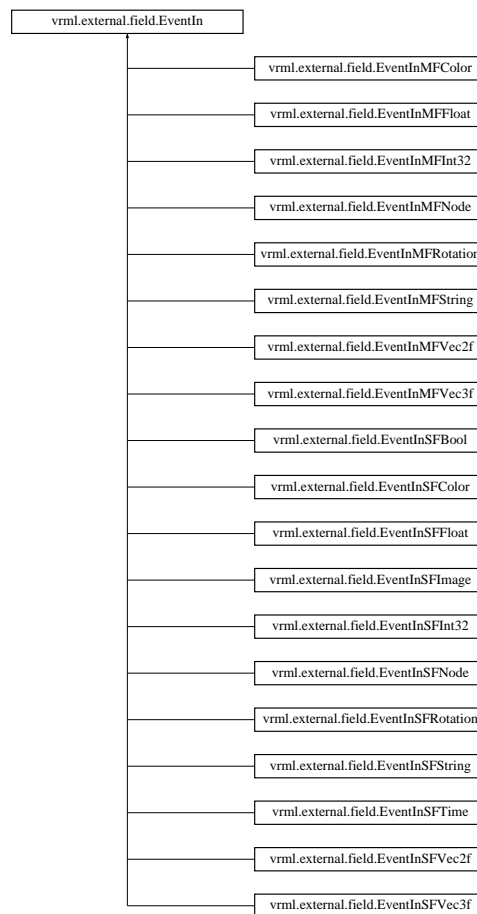 vrml.external.field.EventIn
vrml.external.field.EventInMFColor
vrml.external.field.EventInMFFloat
vrml.external.field.EventInMFInt32
vrml.external.field.EventInMFNode
vrml.external.field.EventInMFRotation
vrml.external.field.EventInMFString
vrml.external.field.EventInMFVec2f
vrml.external.field.EventInMFVec3f
vrml.external.field.EventInSFBool
vrml.external.field.EventInSFColor
vrml.external.field.EventInSFFloat
vrml.external.field.EventInSFImage
vrml.external.field.EventInSFInt32
vrml.external.field.EventInSFNode
vrml.external.field.EventInSFRotation
vrml.external.field.EventInSFString
vrml.external.field.EventInSFTime
vrml.external.field.EventInSFVec2f
vrml.external.field.EventInSFVec3f